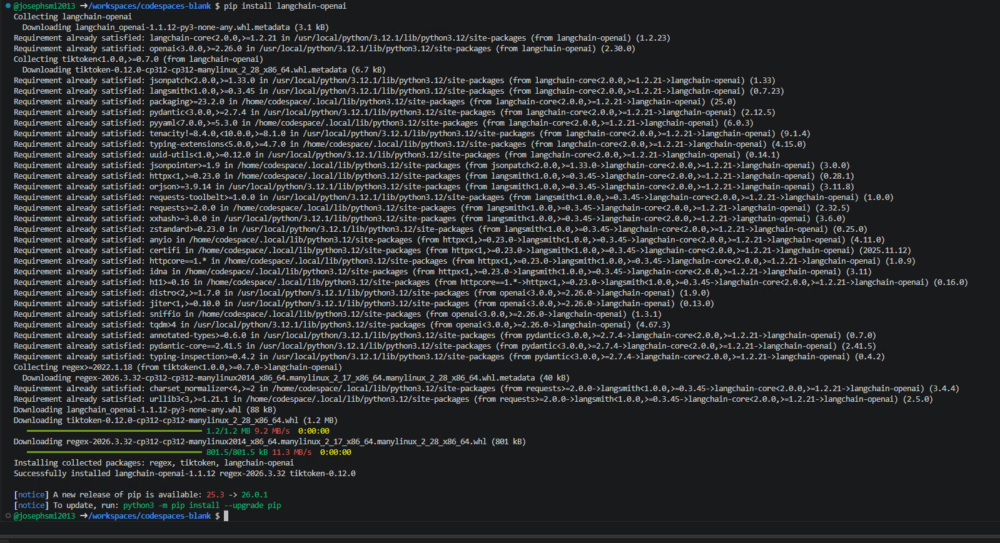 @josephsmi2013 ➜/workspaces/codespaces-blank $ pip install langchain-openai
Collecting langchain-openai
  Downloading langchain_openai-1.1.12-py3-none-any.whl.metadata (3.1 kB)
Requirement already satisfied: langchain-core<2.0.0,>=1.2.21 in /usr/local/python/3.12.1/lib/python3.12/site-packages (from langchain-openai) (1.2.23)
Requirement already satisfied: openai<3.0.0,>=2.26.0 in /usr/local/python/3.12.1/lib/python3.12/site-packages (from langchain-openai) (2.30.0)
Collecting tiktoken<1.0.0,>=0.7.0 (from langchain-openai)
  Downloading tiktoken-0.12.0-cp312-cp312-manylinux_2_28_x86_64.whl.metadata (6.7 kB)
Requirement already satisfied: jsonpatch<2.0.0,>=1.33.0 in /usr/local/python/3.12.1/lib/python3.12/site-packages (from langchain-core<2.0.0,>=1.2.21->langchain-openai) (1.33)
Requirement already satisfied: langsmith<1.0.0,>=0.3.45 in /usr/local/python/3.12.1/lib/python3.12/site-packages (from langchain-core<2.0.0,>=1.2.21->langchain-openai) (0.7.23)
Requirement already satisfied: packaging>=23.2.0 in /home/codespace/.local/lib/python3.12/site-packages (from langchain-core<2.0.0,>=1.2.21->langchain-openai) (25.0)
Requirement already satisfied: pydantic<3.0.0,>=2.7.4 in /usr/local/python/3.12.1/lib/python3.12/site-packages (from langchain-core<2.0.0,>=1.2.21->langchain-openai) (2.12.5)
Requirement already satisfied: pyyaml<7.0.0,>=5.3.0 in /home/codespace/.local/lib/python3.12/site-packages (from langchain-core<2.0.0,>=1.2.21->langchain-openai) (6.0.3)
Requirement already satisfied: tenacity!=8.4.0,<10.0.0,>=8.1.0 in /usr/local/python/3.12.1/lib/python3.12/site-packages (from langchain-core<2.0.0,>=1.2.21->langchain-openai) (9.1.4)
Requirement already satisfied: typing-extensions<5.0.0,>=4.7.0 in /home/codespace/.local/lib/python3.12/site-packages (from langchain-core<2.0.0,>=1.2.21->langchain-openai) (4.15.0)
Requirement already satisfied: uuid-utils<1.0,>=0.12.0 in /usr/local/python/3.12.1/lib/python3.12/site-packages (from langchain-core<2.0.0,>=1.2.21->langchain-openai) (0.14.1)
Requirement already satisfied: jsonpointer>=1.9 in /home/codespace/.local/lib/python3.12/site-packages (from jsonpatch<2.0.0,>=1.33.0->langchain-core<2.0.0,>=1.2.21->langchain-openai) (3.0.0)
Requirement already satisfied: httpx<1,>=0.23.0 in /home/codespace/.local/lib/python3.12/site-packages (from langsmith<1.0.0,>=0.3.45->langchain-core<2.0.0,>=1.2.21->langchain-openai) (0.28.1)
Requirement already satisfied: orjson>=3.9.14 in /usr/local/python/3.12.1/lib/python3.12/site-packages (from langsmith<1.0.0,>=0.3.45->langchain-core<2.0.0,>=1.2.21->langchain-openai) (3.11.8)
Requirement already satisfied: requests-toolbelt>=1.0.0 in /usr/local/python/3.12.1/lib/python3.12/site-packages (from langsmith<1.0.0,>=0.3.45->langchain-core<2.0.0,>=1.2.21->langchain-openai) (1.0.0)
Requirement already satisfied: requests>=2.0.0 in /home/codespace/.local/lib/python3.12/site-packages (from langsmith<1.0.0,>=0.3.45->langchain-core<2.0.0,>=1.2.21->langchain-openai) (2.32.5)
Requirement already satisfied: xxhash>=3.0.0 in /usr/local/python/3.12.1/lib/python3.12/site-packages (from langsmith<1.0.0,>=0.3.45->langchain-core<2.0.0,>=1.2.21->langchain-openai) (3.6.0)
Requirement already satisfied: zstandard>=0.23.0 in /usr/local/python/3.12.1/lib/python3.12/site-packages (from langsmith<1.0.0,>=0.3.45->langchain-core<2.0.0,>=1.2.21->langchain-openai) (0.25.0)
Requirement already satisfied: anyio in /home/codespace/.local/lib/python3.12/site-packages (from httpx<1,>=0.23.0->langsmith<1.0.0,>=0.3.45->langchain-core<2.0.0,>=1.2.21->langchain-openai) (4.11.0)
Requirement already satisfied: certifi in /home/codespace/.local/lib/python3.12/site-packages (from httpx<1,>=0.23.0->langsmith<1.0.0,>=0.3.45->langchain-core<2.0.0,>=1.2.21->langchain-openai) (2025.11.12)
Requirement already satisfied: httpcore==1.* in /home/codespace/.local/lib/python3.12/site-packages (from httpx<1,>=0.23.0->langsmith<1.0.0,>=0.3.45->langchain-core<2.0.0,>=1.2.21->langchain-openai) (1.0.9)
Requirement already satisfied: idna in /home/codespace/.local/lib/python3.12/site-packages (from httpx<1,>=0.23.0->langsmith<1.0.0,>=0.3.45->langchain-core<2.0.0,>=1.2.21->langchain-openai) (3.11)
Requirement already satisfied: h11>=0.16 in /home/codespace/.local/lib/python3.12/site-packages (from httpcore==1.*->httpx<1,>=0.23.0->langsmith<1.0.0,>=0.3.45->langchain-core<2.0.0,>=1.2.21->langchain-openai) (0.16.0)
Requirement already satisfied: distro<2,>=1.7.0 in /usr/local/python/3.12.1/lib/python3.12/site-packages (from openai<3.0.0,>=2.26.0->langchain-openai) (1.9.0)
Requirement already satisfied: jiter<1,>=0.10.0 in /usr/local/python/3.12.1/lib/python3.12/site-packages (from openai<3.0.0,>=2.26.0->langchain-openai) (0.13.0)
Requirement already satisfied: sniffio in /home/codespace/.local/lib/python3.12/site-packages (from openai<3.0.0,>=2.26.0->langchain-openai) (1.3.1)
Requirement already satisfied: tqdm>4 in /usr/local/python/3.12.1/lib/python3.12/site-packages (from openai<3.0.0,>=2.26.0->langchain-openai) (4.67.3)
Requirement already satisfied: annotated-types>=0.6.0 in /usr/local/python/3.12.1/lib/python3.12/site-packages (from pydantic<3.0.0,>=2.7.4->langchain-core<2.0.0,>=1.2.21->langchain-openai) (0.7.0)
Requirement already satisfied: pydantic-core==2.41.5 in /usr/local/python/3.12.1/lib/python3.12/site-packages (from pydantic<3.0.0,>=2.7.4->langchain-core<2.0.0,>=1.2.21->langchain-openai) (2.41.5)
Requirement already satisfied: typing-inspection>=0.4.2 in /usr/local/python/3.12.1/lib/python3.12/site-packages (from pydantic<3.0.0,>=2.7.4->langchain-core<2.0.0,>=1.2.21->langchain-openai) (0.4.2)
Collecting regex>=2022.1.18 (from tiktoken<1.0.0,>=0.7.0->langchain-openai)
  Downloading regex-2026.3.32-cp312-cp312-manylinux2014_x86_64.manylinux_2_17_x86_64.manylinux_2_28_x86_64.whl.metadata (40 kB)
Requirement already satisfied: charset_normalizer<4,>=2 in /home/codespace/.local/lib/python3.12/site-packages (from requests>=2.0.0->langsmith<1.0.0,>=0.3.45->langchain-core<2.0.0,>=1.2.21->langchain-openai) (3.4.4)
Requirement already satisfied: urllib3<3,>=1.21.1 in /home/codespace/.local/lib/python3.12/site-packages (from requests>=2.0.0->langsmith<1.0.0,>=0.3.45->langchain-core<2.0.0,>=1.2.21->langchain-openai) (2.5.0)
Downloading langchain_openai-1.1.12-py3-none-any.whl (88 kB)
Downloading tiktoken-0.12.0-cp312-cp312-manylinux_2_28_x86_64.whl (1.2 MB)
1.2/1.2 MB 9.2 MB/s  0:00:00
Downloading regex-2026.3.32-cp312-cp312-manylinux2014_x86_64.manylinux_2_17_x86_64.manylinux_2_28_x86_64.whl (801 kB)
801.5/801.5 kB 11.3 MB/s  0:00:00
Installing collected packages: regex, tiktoken, langchain-openai
Successfully installed langchain-openai-1.1.12 regex-2026.3.32 tiktoken-0.12.0
[notice] A new release of pip is available: 25.3 -> 26.0.1
[notice] To update, run: python3 -m pip install --upgrade pip
@josephsmi2013 ➜/workspaces/codespaces-blank $